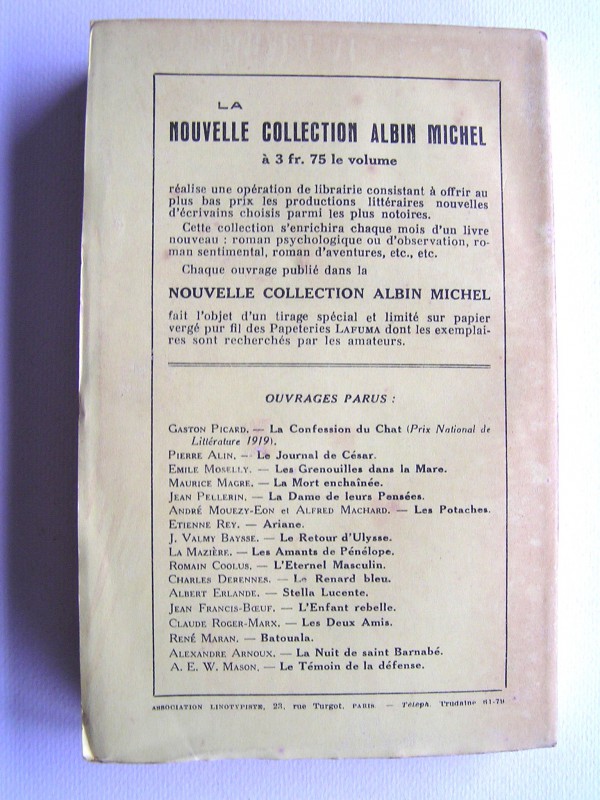 LA
NOUVELLE COLLECTION ALBIN MICHEL
à 3 fr. 75 le volume
réalise une opération de librairie consistant à offrir au
plus bas prix les productions littéraires nouvelles
d'écrivains choisis parmi les plus notoires.
Cette collection s'enrichira chaque mois d'un livre
nouveau : roman psychologique ou d'observation, ro-
man sentimental, roman d'aventures, etc., etc.
Chaque ouvrage publié dans la
NOUVELLE COLLECTION ALBIN MICHEL
fait l'objet d'un tirage spécial et limité sur papier
vergé pur fil des Papeteries LAFUMA dont les exemplai-
res sont recherchés par les amateurs.
OUVRAGES PARUS :
GASTON PICARD. — La Confession du Chat (Prix National de
Littérature 1919).
PIERRE ALIN. — Le Journal de César.
EMILE MOSELLY. — Les Grenouilles dans la Mare.
MAURICE MAGRE. — La Mort enchaînée.
JEAN PELLERIN. — La Dame de leurs Pensées.
ANDRÉ MOUEZY-EON et ALFRED MACHARD. — Les Potaches.
ETIENNE REY. — Ariane.
J. VALMY BAYSSE. — Le Retour d'Ulysse.
LA MAZIÈRE. — Les Amants de Pénélope.
ROMAIN COOLUS. — L'Eternel Masculin.
CHARLES DERENNES. — Le Renard bleu.
ALBERT ERLANDE. — Stella Lucente.
JEAN FRANCIS-BŒUF. — L'Enfant rebelle.
CLAUDE ROGER-MARX. — Les Deux Amis.
RENÉ MARAN. — Batouala.
ALEXANDRE ARNOUX. — La Nuit de saint Barnabé.
A. E. W. MASON. — Le Témoin de la défense.
ASSOCIATION LINOTYPISTE, 23, rue Turgot, PARIS. — Téléph. Trudaine 61-79